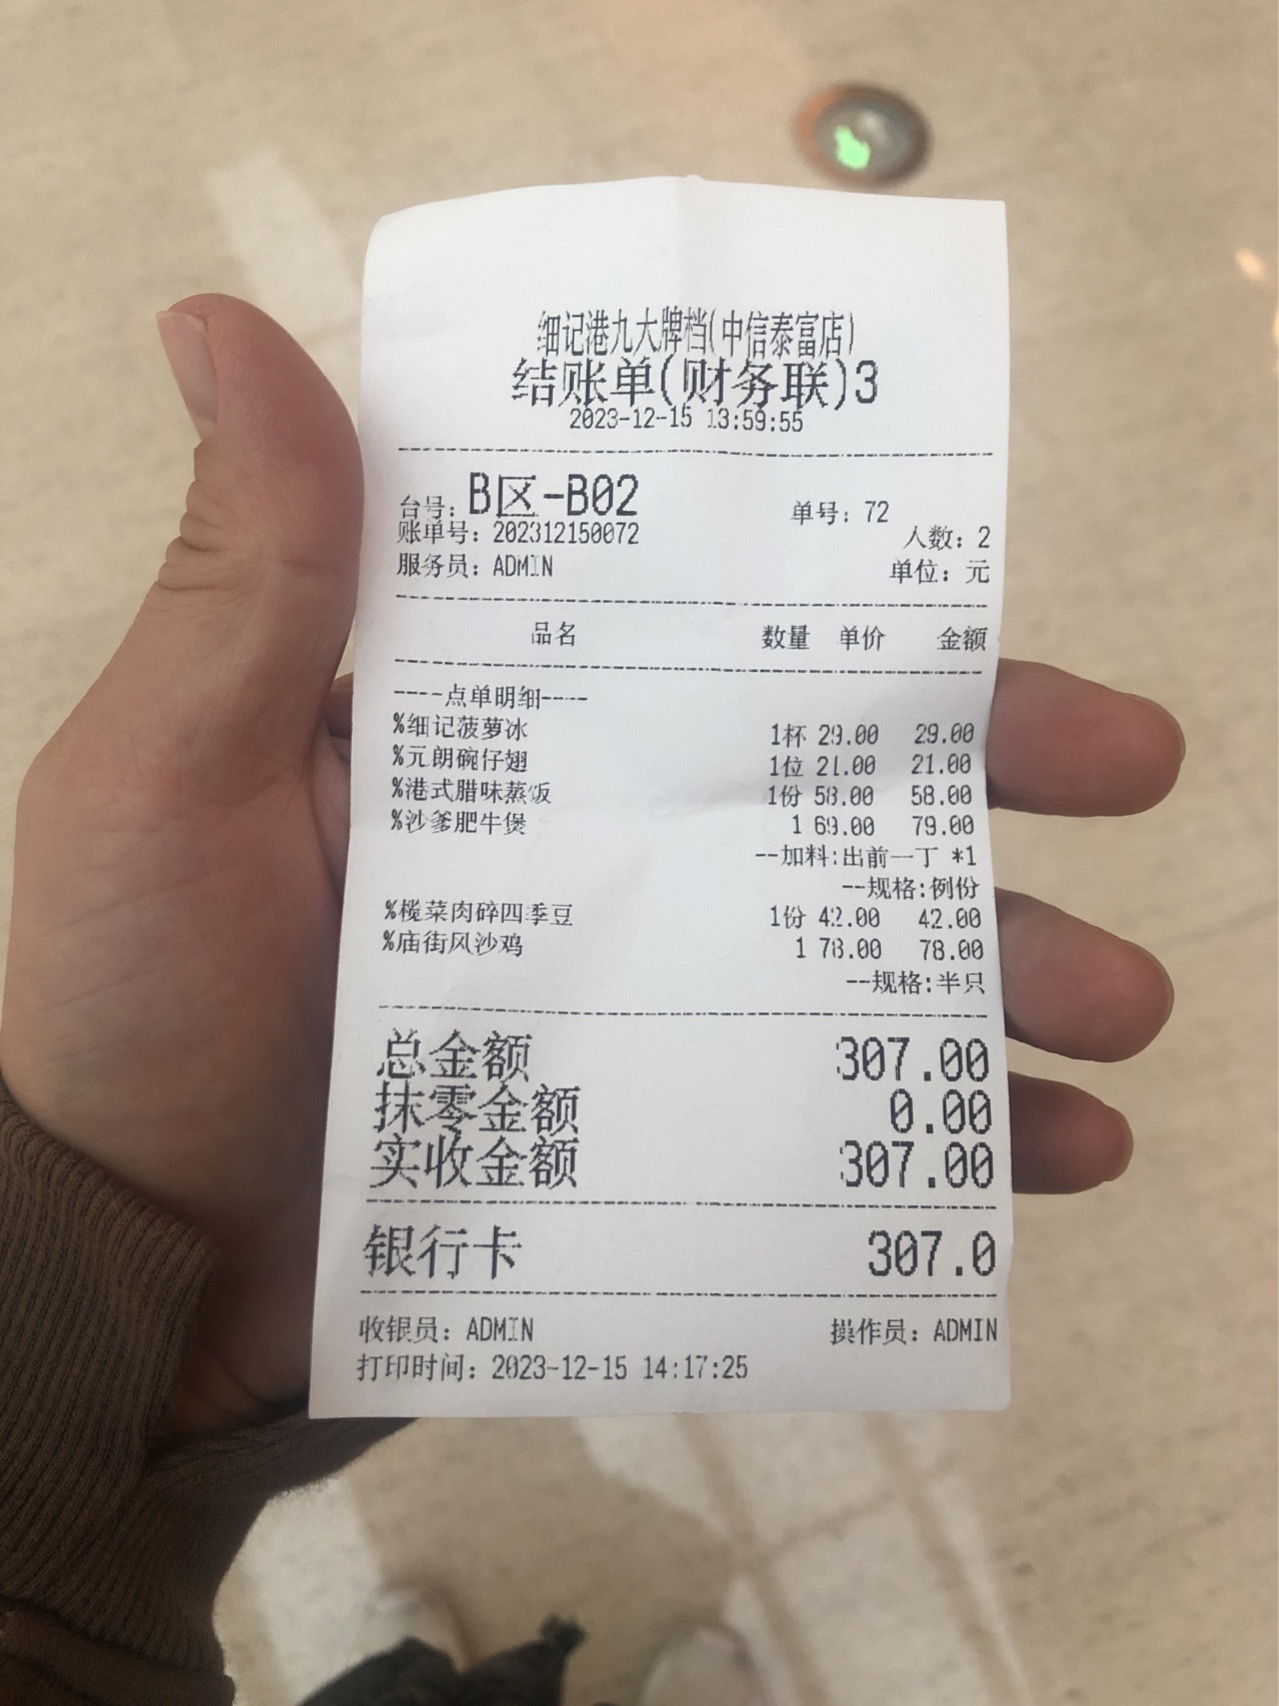 细记港九大牌档(中信泰富店)
结账单(财务联)3
2023-12-15 13:59:55
台号: B区-B02 单号: 72
账单号: 202312150072 人数: 2
服务员: ADMIN 单位: 元
品名 数量 单价 金额
----点单明细----
%细记菠萝冰 1杯 29.00 29.00
%元朗碗仔翅 1位 21.00 21.00
%港式腊味蒸饭 1份 58.00 58.00
%沙爹肥牛煲 1 69.00 79.00
--加料:出前一丁 *1
--规格:例份
%榄菜肉碎四季豆 1份 42.00 42.00
%庙街风沙鸡 1 78.00 78.00
--规格:半只
总金额 307.00
抹零金额 0.00
实收金额 307.00
银行卡 307.0
收银员: ADMIN 操作员: ADMIN
打印时间: 2023-12-15 14:17:25